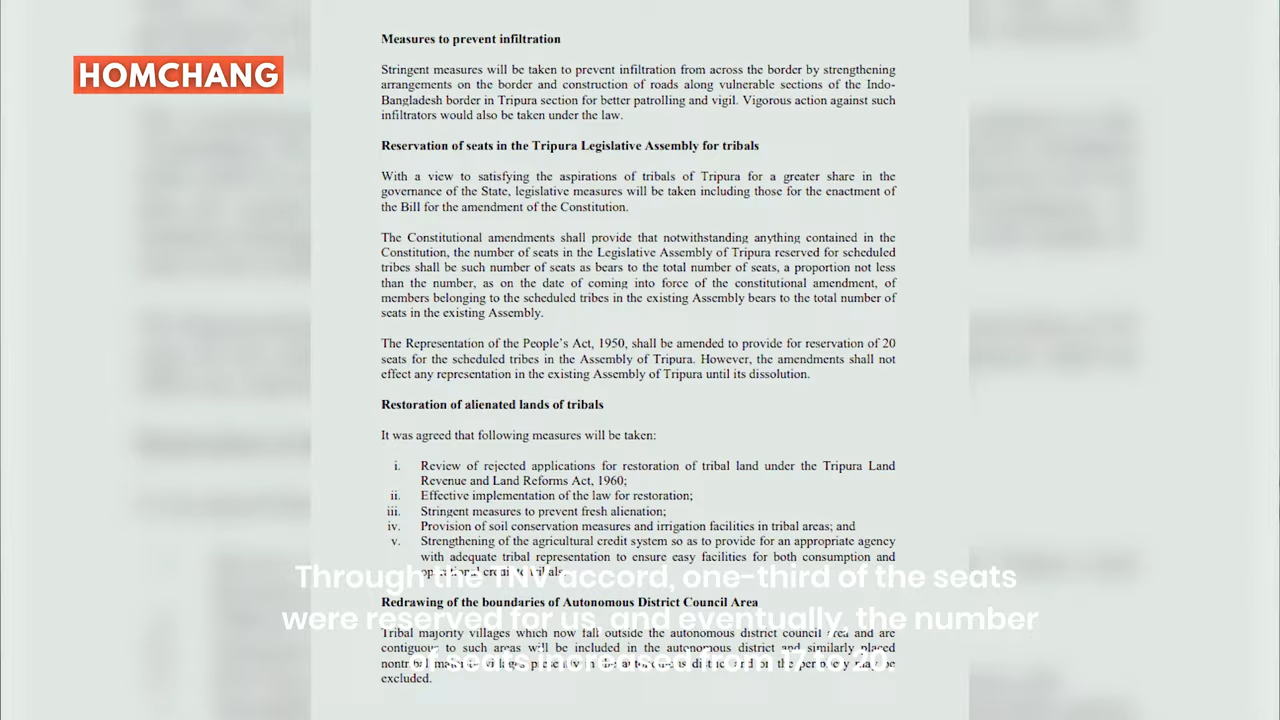 HOMCHANG
Measures to prevent infiltration
Stringent measures will be taken to prevent infiltration from across the border by strengthening
arrangements on the border and construction of roads along vulnerable sections of the Indo-
Bangladesh border in Tripura section for better patrolling and vigil. Vigorous action against such
infiltrators would also be taken under the law.
Reservation of seats in the Tripura Legislative Assembly for tribals
With a view to satisfying the aspirations of tribals of Tripura for a greater share in the
governance of the State, legislative measures will be taken including those for the enactment of
the Bill for the amendment of the Constitution.
The Constitutional amendments shall provide that notwithstanding anything contained in the
Constitution, the number of seats in the Legislative Assembly of Tripura reserved for scheduled
tribes shall be such number of seats as bears to the total number of seats, a proportion not less
than the number, as on the date of coming into force of the constitutional amendment, of
members belonging to the scheduled tribes in the existing Assembly bears to the total number of
seats in the existing Assembly.
The Representation of the People's Act, 1950, shall be amended to provide for reservation of 20
seats for the scheduled tribes in the Assembly of Tripura. However, the amendments shall not
effect any representation in the existing Assembly of Tripura until its dissolution.
Restoration of alienated lands of tribals
It was agreed that following measures will be taken:
i. Review of rejected applications for restoration of tribal land under the Tripura Land
Revenue and Land Reforms Act, 1960;
ii. Effective implementation of the law for restoration;
iii. Stringent measures to prevent fresh alienation;
iv. Provision of soil conservation measures and irrigation facilities in tribal areas; and
v. Strengthening of the agricultural credit system so as to provide for an appropriate agency
with adequate tribal representation to ensure easy facilities for both consumption and
Through the TNV accord, one-third of the seats
were reserved for us, and eventually, the number
of seats increased from 17 to 20.
Redrawing of the boundaries of Autonomous District Council Area
Tribal majority villages which now fall outside the autonomous district council area and are
contiguous to such areas will be included in the autonomous district and similarly placed
excluded.